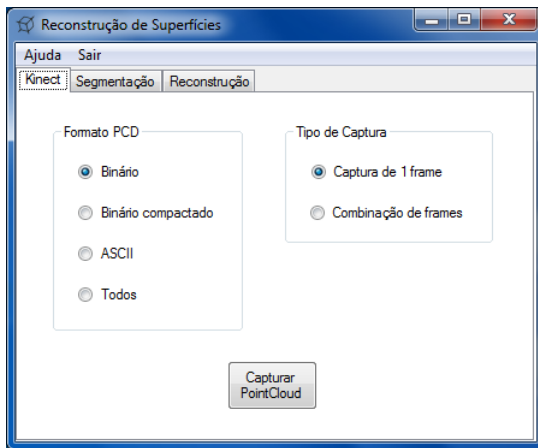 Reconstrução de Superfícies
Ajuda Sair
Kinect Segmentação Reconstrução
Formato PCD
Binário
Binário compactado
ASCII
Todos
Tipo de Captura
Captura de 1 frame
Combinação de frames
Capturar
PointCloud